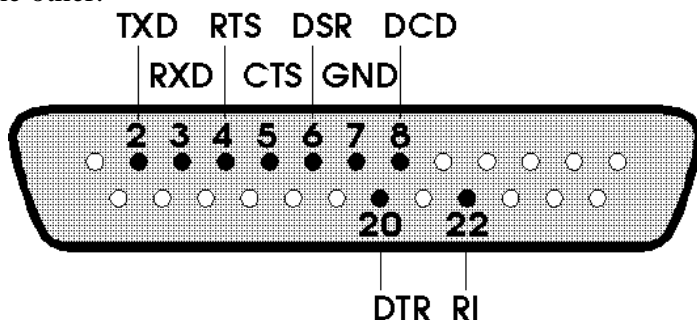 TXD RTS DSR DCD
RXD CTS GND
2 3 4 5 6 7 8
20 22
DTR RI